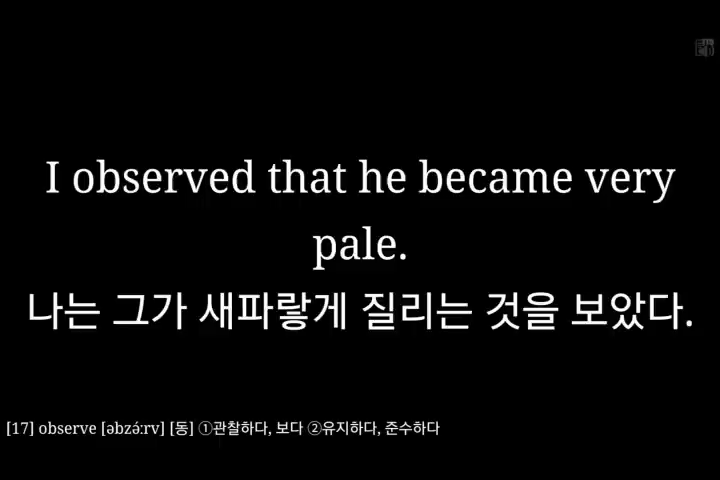 I observed that he became very
pale.
나는 그가 새파랗게 질리는 것을 보았다.
[17] observe [əbzə́ːrv] [동] ①관찰하다, 보다 ②유지하다, 준수하다